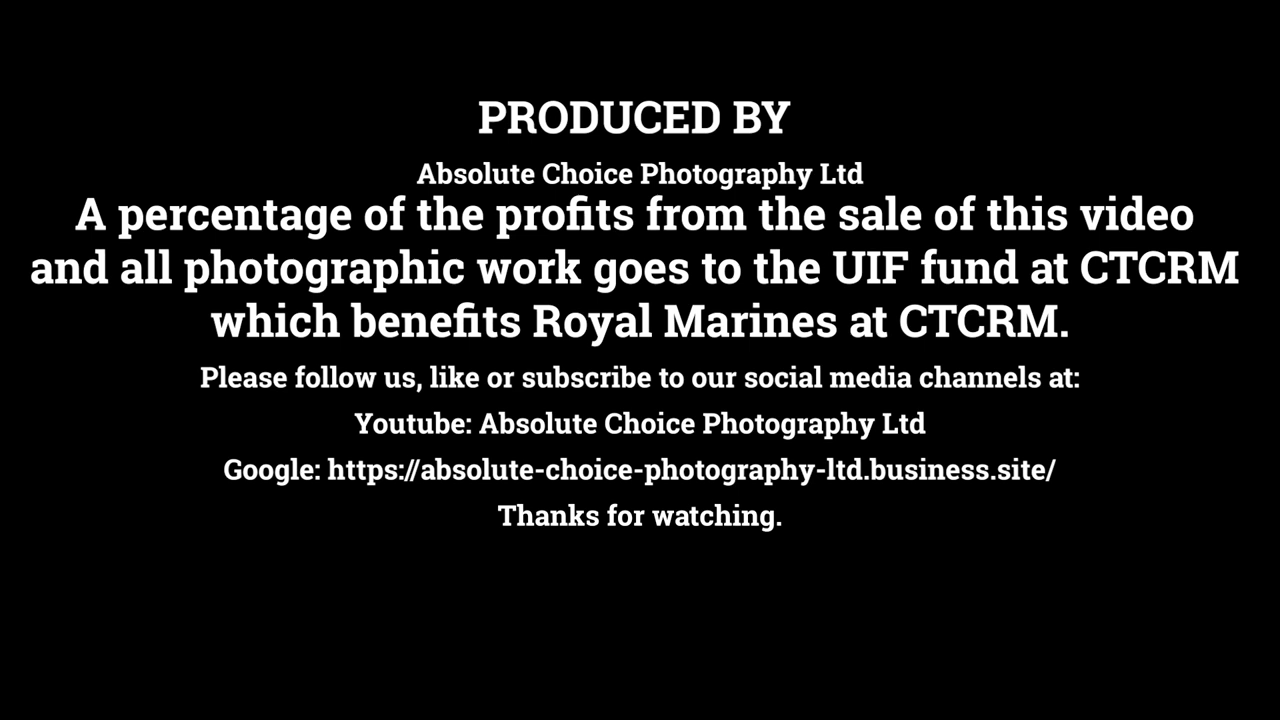 PRODUCED BY
Absolute Choice Photography Ltd
A percentage of the profits from the sale of this video
and all photographic work goes to the UIF fund at CTCRM
which benefits Royal Marines at CTCRM.
Please follow us, like or subscribe to our social media channels at:
Youtube: Absolute Choice Photography Ltd
Google: https://absolute-choice-photography-ltd.business.site/
Thanks for watching.